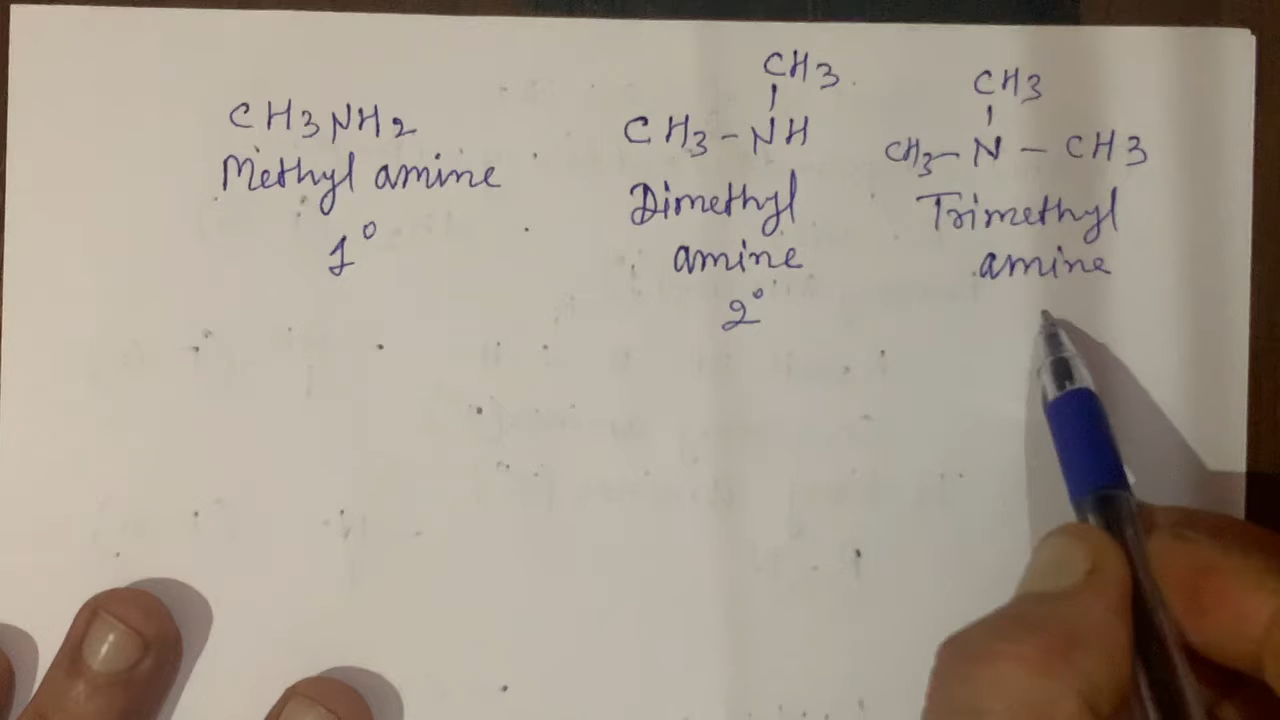 CH3NH2
Methyl amine
1°
CH3
CH3-NH
Dimethyl
amine
2°
CH3
CH3-N-CH3
Trimethyl
amine